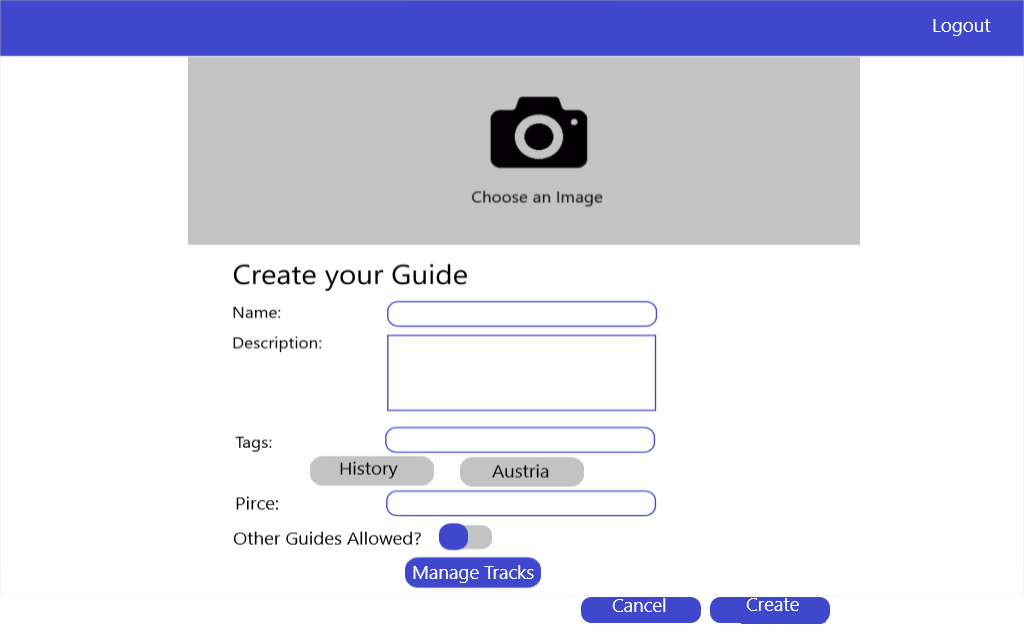 Logout
Choose an Image
Create your Guide
Name:
Description:
Tags:
History Austria
Pirce:
Other Guides Allowed?
Manage Tracks
Cancel Create